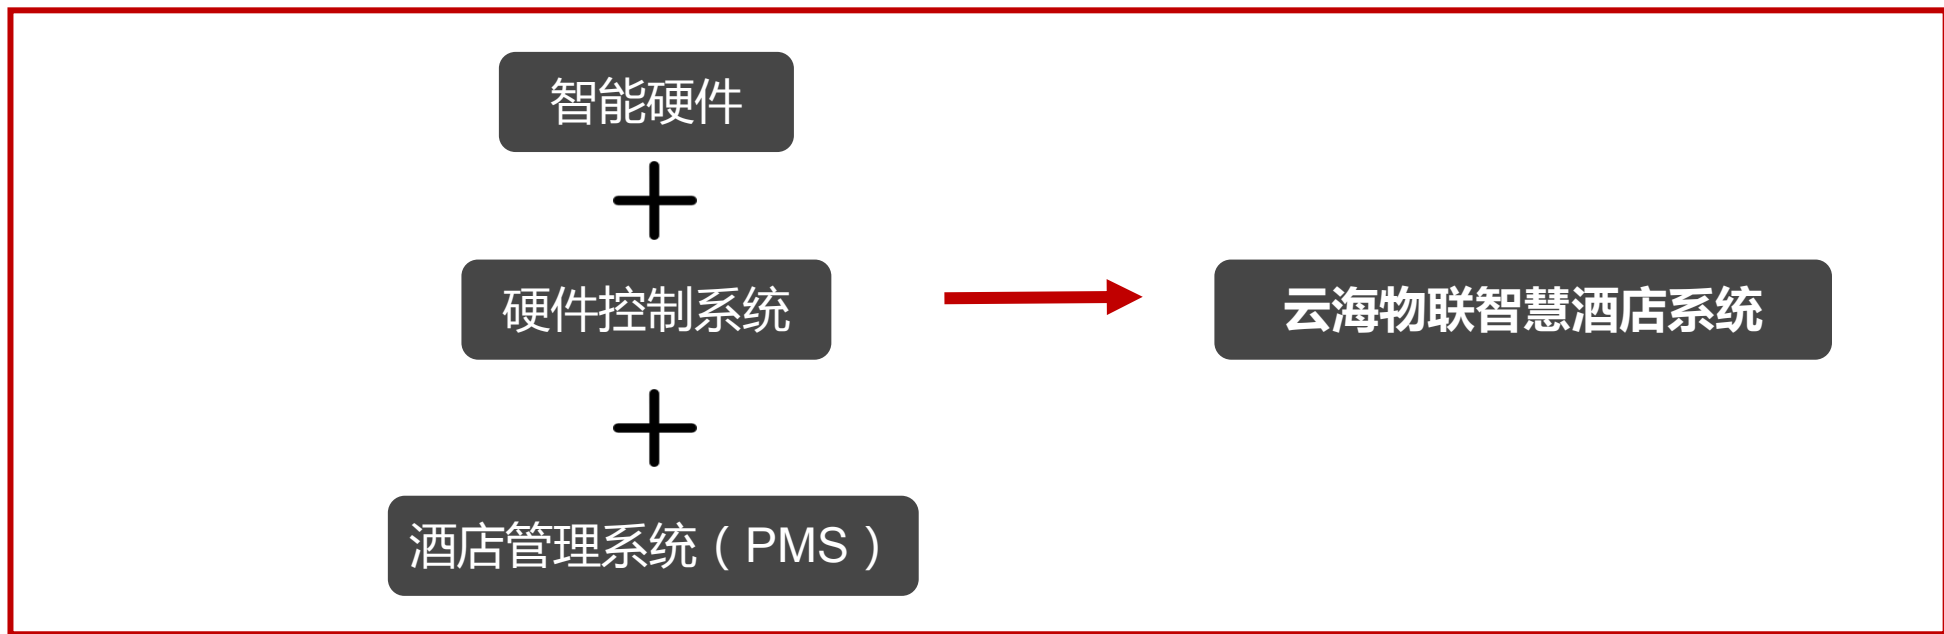 智能硬件
硬件控制系统
云海物联智慧酒店系统
酒店管理系统（PMS）